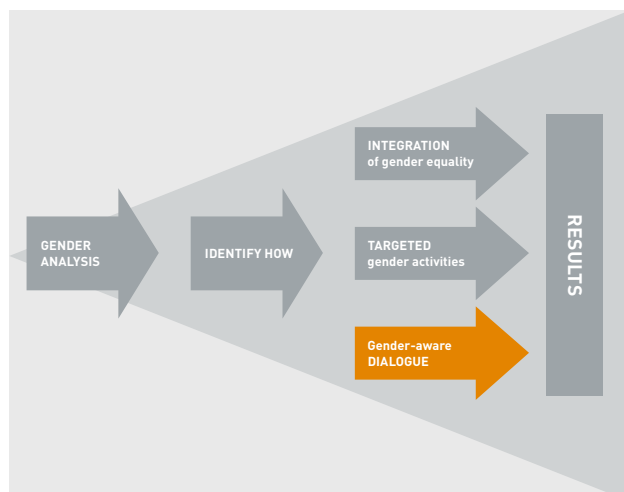 GENDER
ANALYSIS
IDENTIFY HOW
INTEGRATION
of gender equality
TARGETED
gender activities
Gender-aware
DIALOGUE
RESULTS